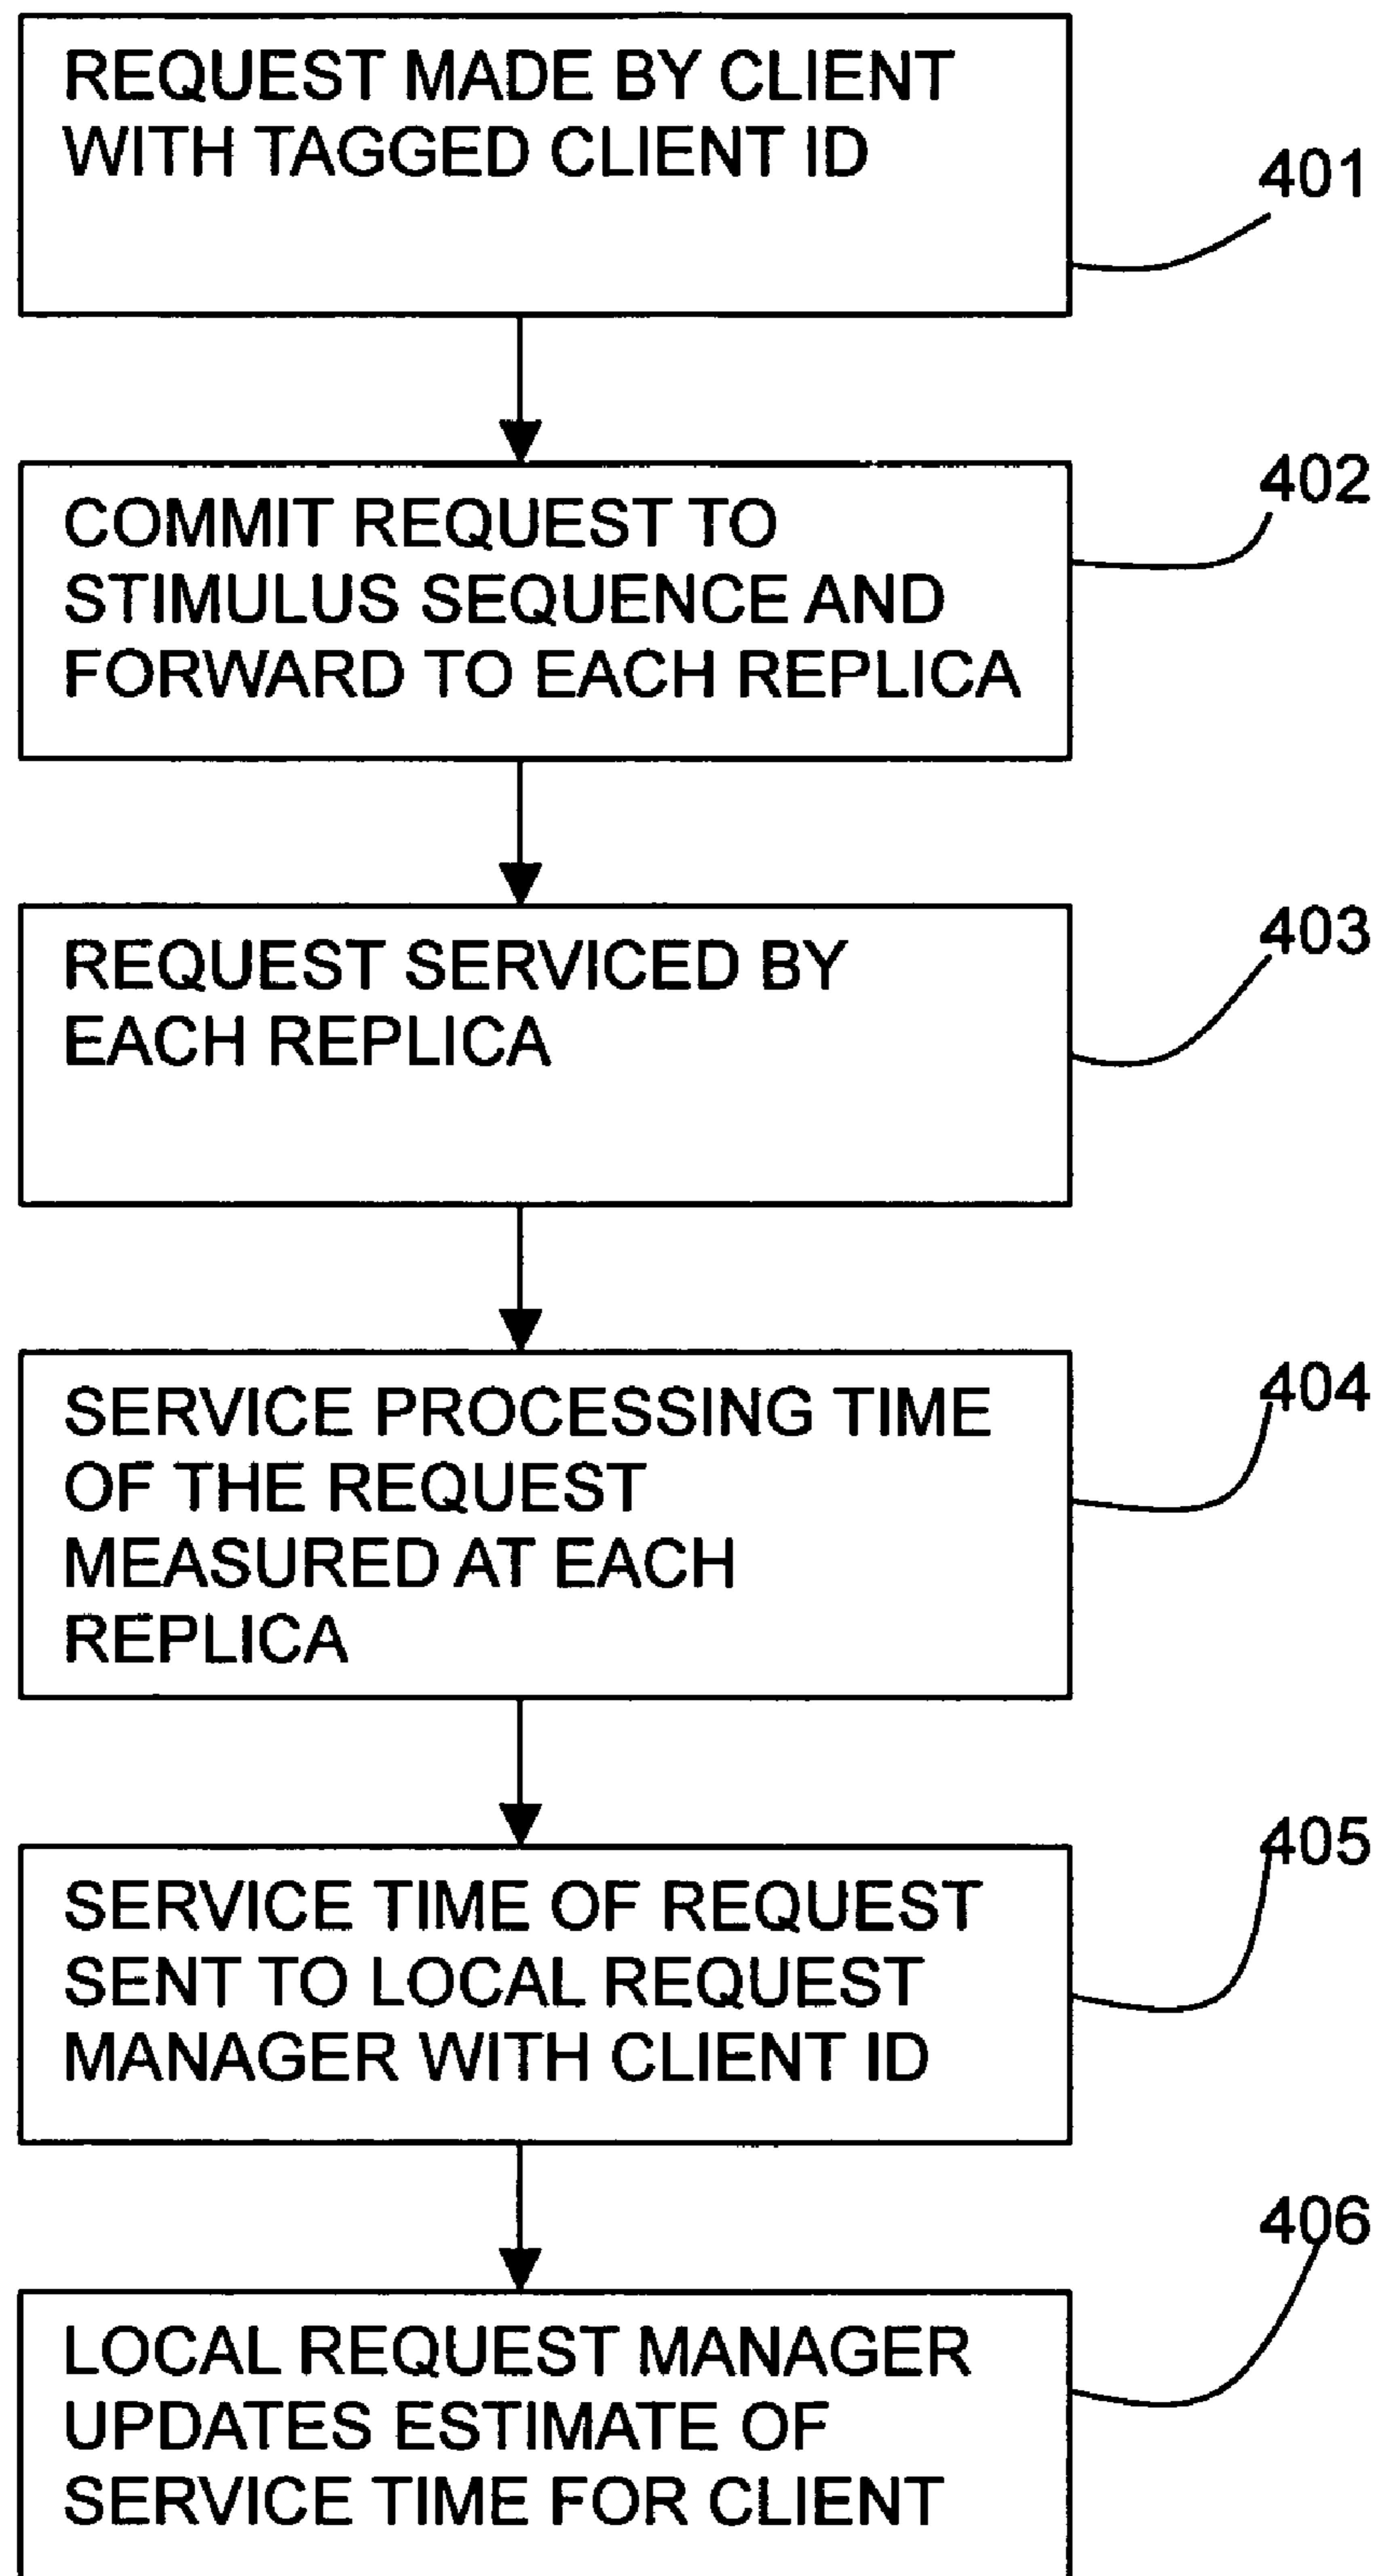 REQUEST MADE BY CLIENT
WITH TAGGED CLIENT ID
401
402
COMMIT REQUEST TO
STIMULUS SEQUENCE AND
FORWARD TO EACH REPLICA
403
REQUEST SERVICED BY
EACH REPLICA
404
SERVICE PROCESSING TIME
OF THE REQUEST
MEASURED AT EACH
REPLICA
405
SERVICE TIME OF REQUEST
SENT TO LOCAL REQUEST
MANAGER WITH CLIENT ID
406
LOCAL REQUEST MANAGER
UPDATES ESTIMATE OF
SERVICE TIME FOR CLIENT